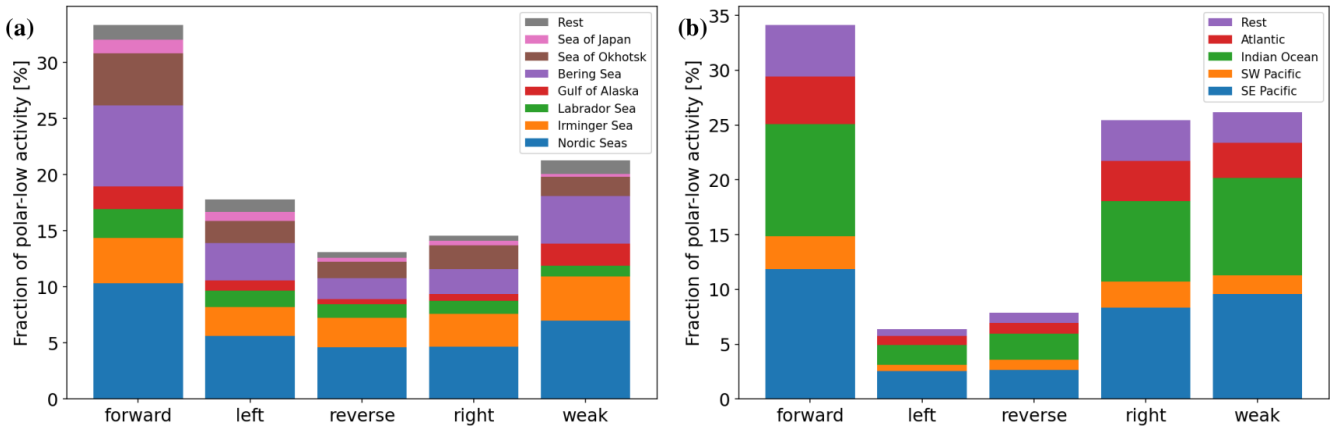 (a)
Fraction of polar-low activity [%]
30
25
20
15
10
5
0
forward left reverse right weak
Rest
Sea of Japan
Sea of Okhotsk
Bering Sea
Gulf of Alaska
Labrador Sea
Irminger Sea
Nordic Seas
(b)
Fraction of polar-low activity [%]
35
30
25
20
15
10
5
0
forward left reverse right weak
Rest
Atlantic
Indian Ocean
SW Pacific
SE Pacific